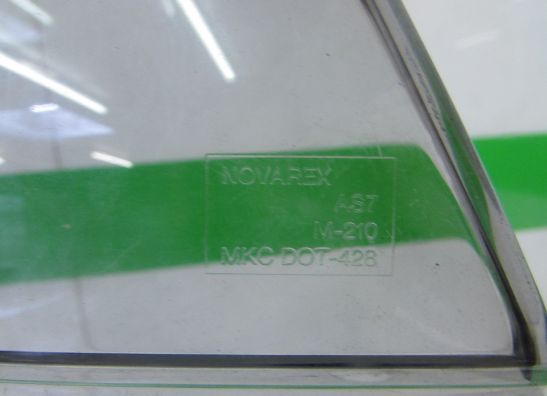 NOVAREX
AS7
M-210
MKC DOT-428